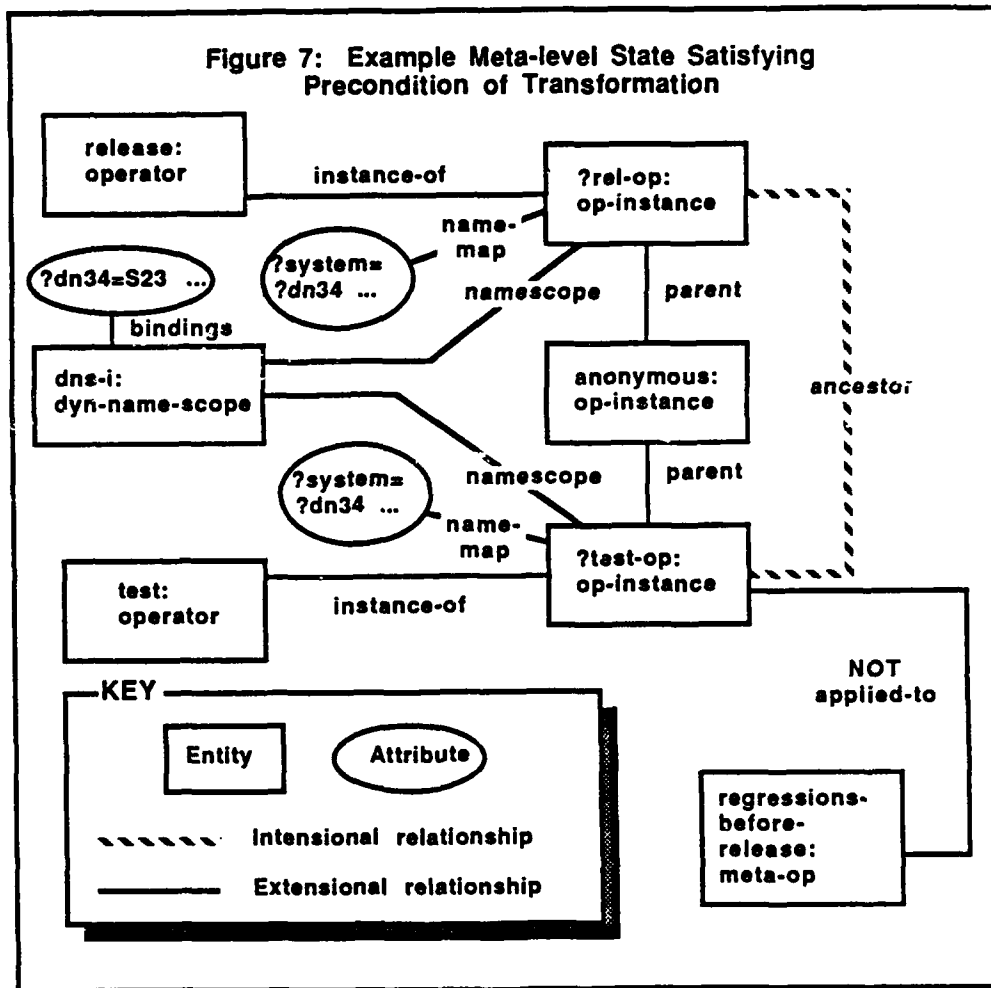 Figure 7: Example Meta-level State Satisfying
Precondition of Transformation
release:
operator
instance-of
?rel-op:
op-instance
name-
map
?system=
?dn34 ...
?dn34=S23 ...
namescope
parent
bindings
dns-i:
dyn-name-scope
anonymous:
op-instance
ancestor
?system=
?dn34 ...
namescope
parent
name-
map
?test-op:
op-instance
test:
operator
instance-of
NOT
applied-to
KEY
Entity
Attribute
regressions-
before-
release:
meta-op
Intensional relationship
Extensional relationship